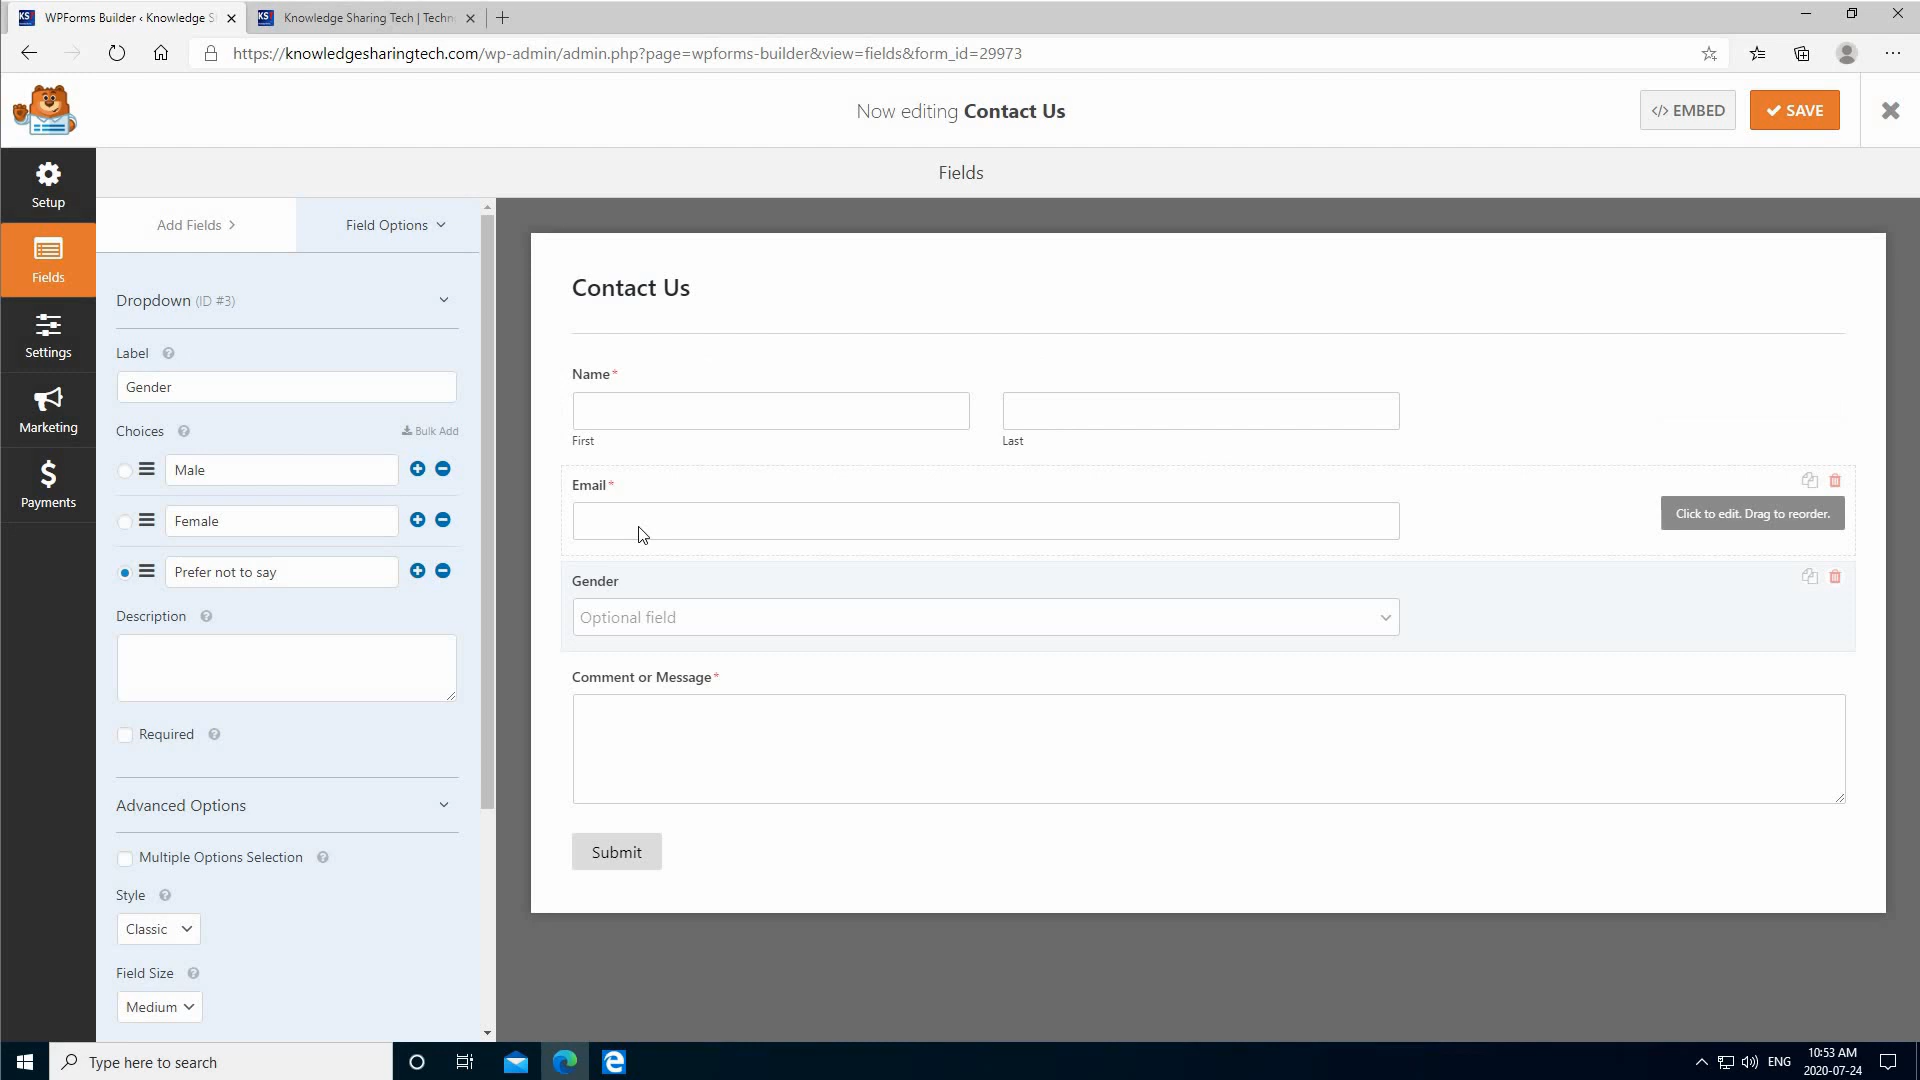 WPForms Builder ‹ Knowledge S
Knowledge Sharing Tech | Techn
https://knowledgesharingtech.com/wp-admin/admin.php?page=wpforms-builder&view=fields&form_id=29973
Now editing Contact Us
</> EMBED
SAVE
Setup
Fields
Settings
Marketing
Payments
Fields
Add Fields
Field Options
Dropdown (ID #3)
Label
Gender
Choices
Bulk Add
Male
Female
Prefer not to say
Description
Required
Advanced Options
Multiple Options Selection
Style
Classic
Field Size
Medium
Contact Us
Name*
First
Last
Email*
Click to edit. Drag to reorder.
Gender
Optional field
Comment or Message*
Submit
Type here to search
ENG
10:53 AM
2020-07-24